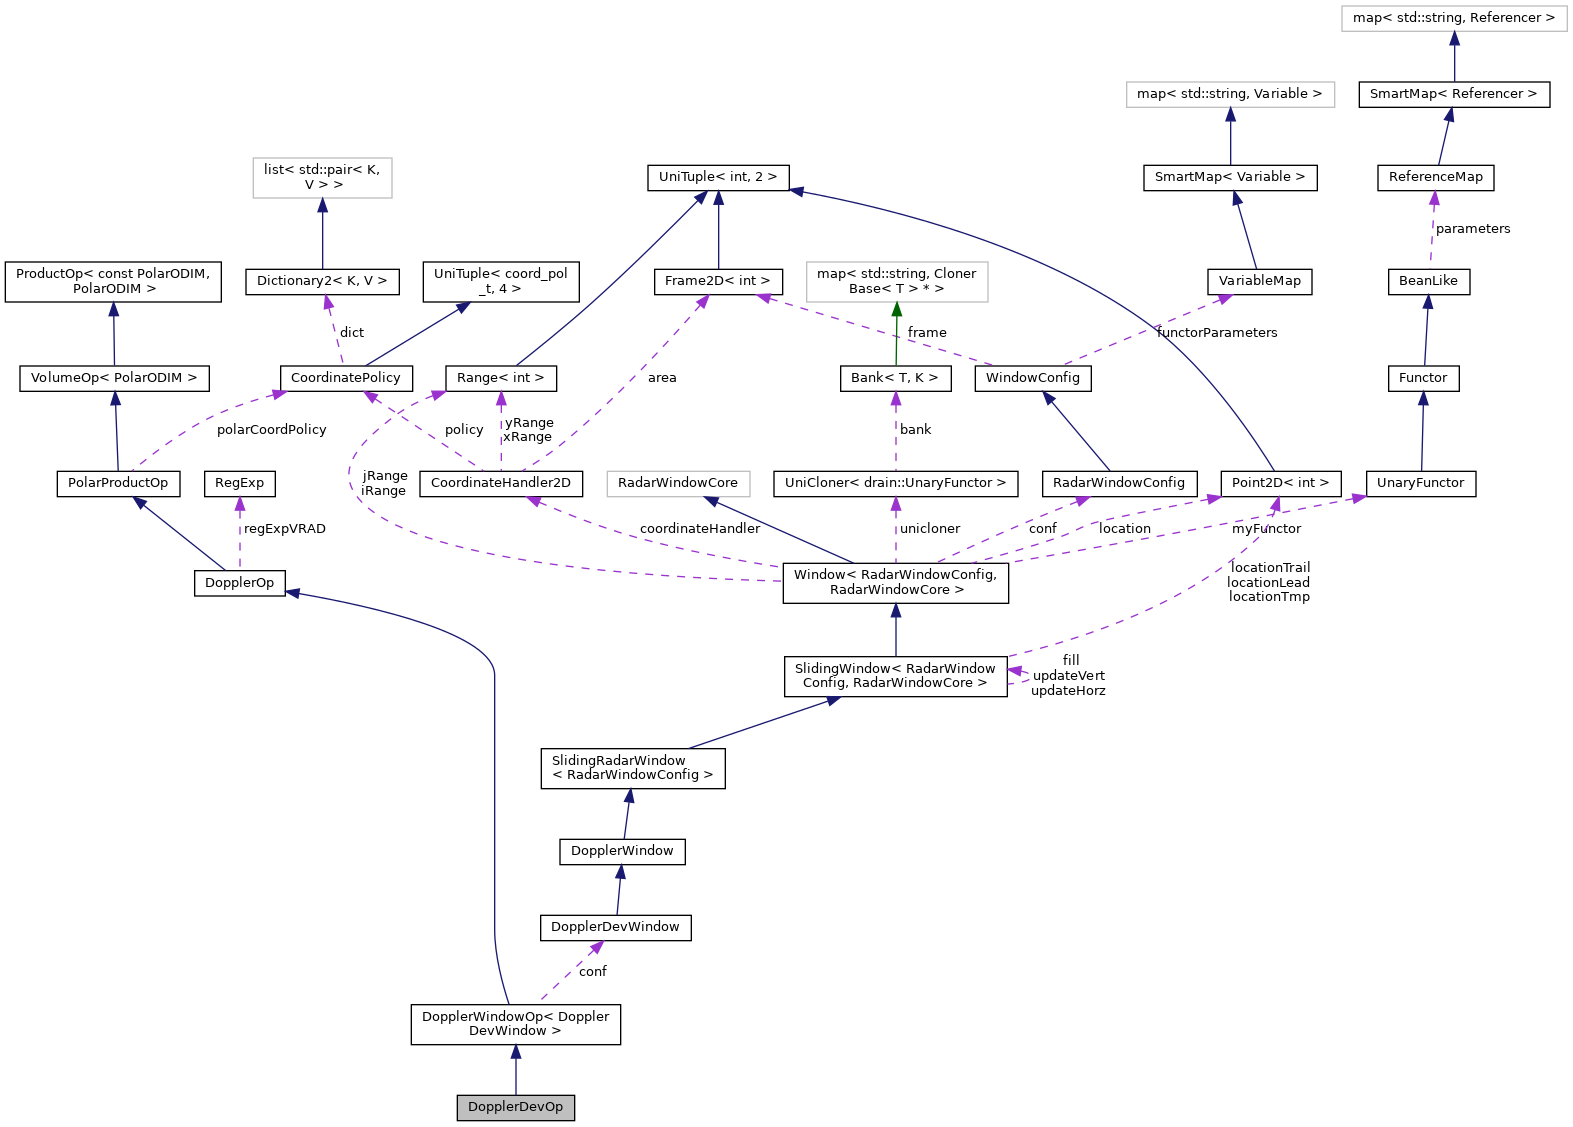 map< std::string, Referencer >
map< std::string, Variable >
SmartMap< Referencer >
list< std::pair< K,
V > >
UniTuple< int, 2 >
SmartMap< Variable >
ReferenceMap
parameters
ProductOp< const PolarODIM,
PolarODIM >
Dictionary2< K, V >
UniTuple< coord_pol
_t, 4 >
Frame2D< int >
map< std::string, Cloner
Base< T > * >
VariableMap
BeanLike
dict
frame
functorParameters
VolumeOp< PolarODIM >
CoordinatePolicy
Range< int >
area
Bank< T, K >
WindowConfig
Functor
polarCoordPolicy
policy
yRange
xRange
bank
PolarProductOp
RegExp
jRange
iRange
CoordinateHandler2D
RadarWindowCore
UniCloner< drain::UnaryFunctor >
RadarWindowConfig
Point2D< int >
UnaryFunctor
regExpVRAD
coordinateHandler
unicloner
conf
location
myFunctor
DopplerOp
Window< RadarWindowConfig,
RadarWindowCore >
locationTrail
locationLead
locationTmp
SlidingWindow< RadarWindow
Config, RadarWindowCore >
fill
updateVert
updateHorz
SlidingRadarWindow
< RadarWindowConfig >
DopplerWindow
DopplerDevWindow
conf
DopplerWindowOp< Doppler
DevWindow >
DopplerDevOp